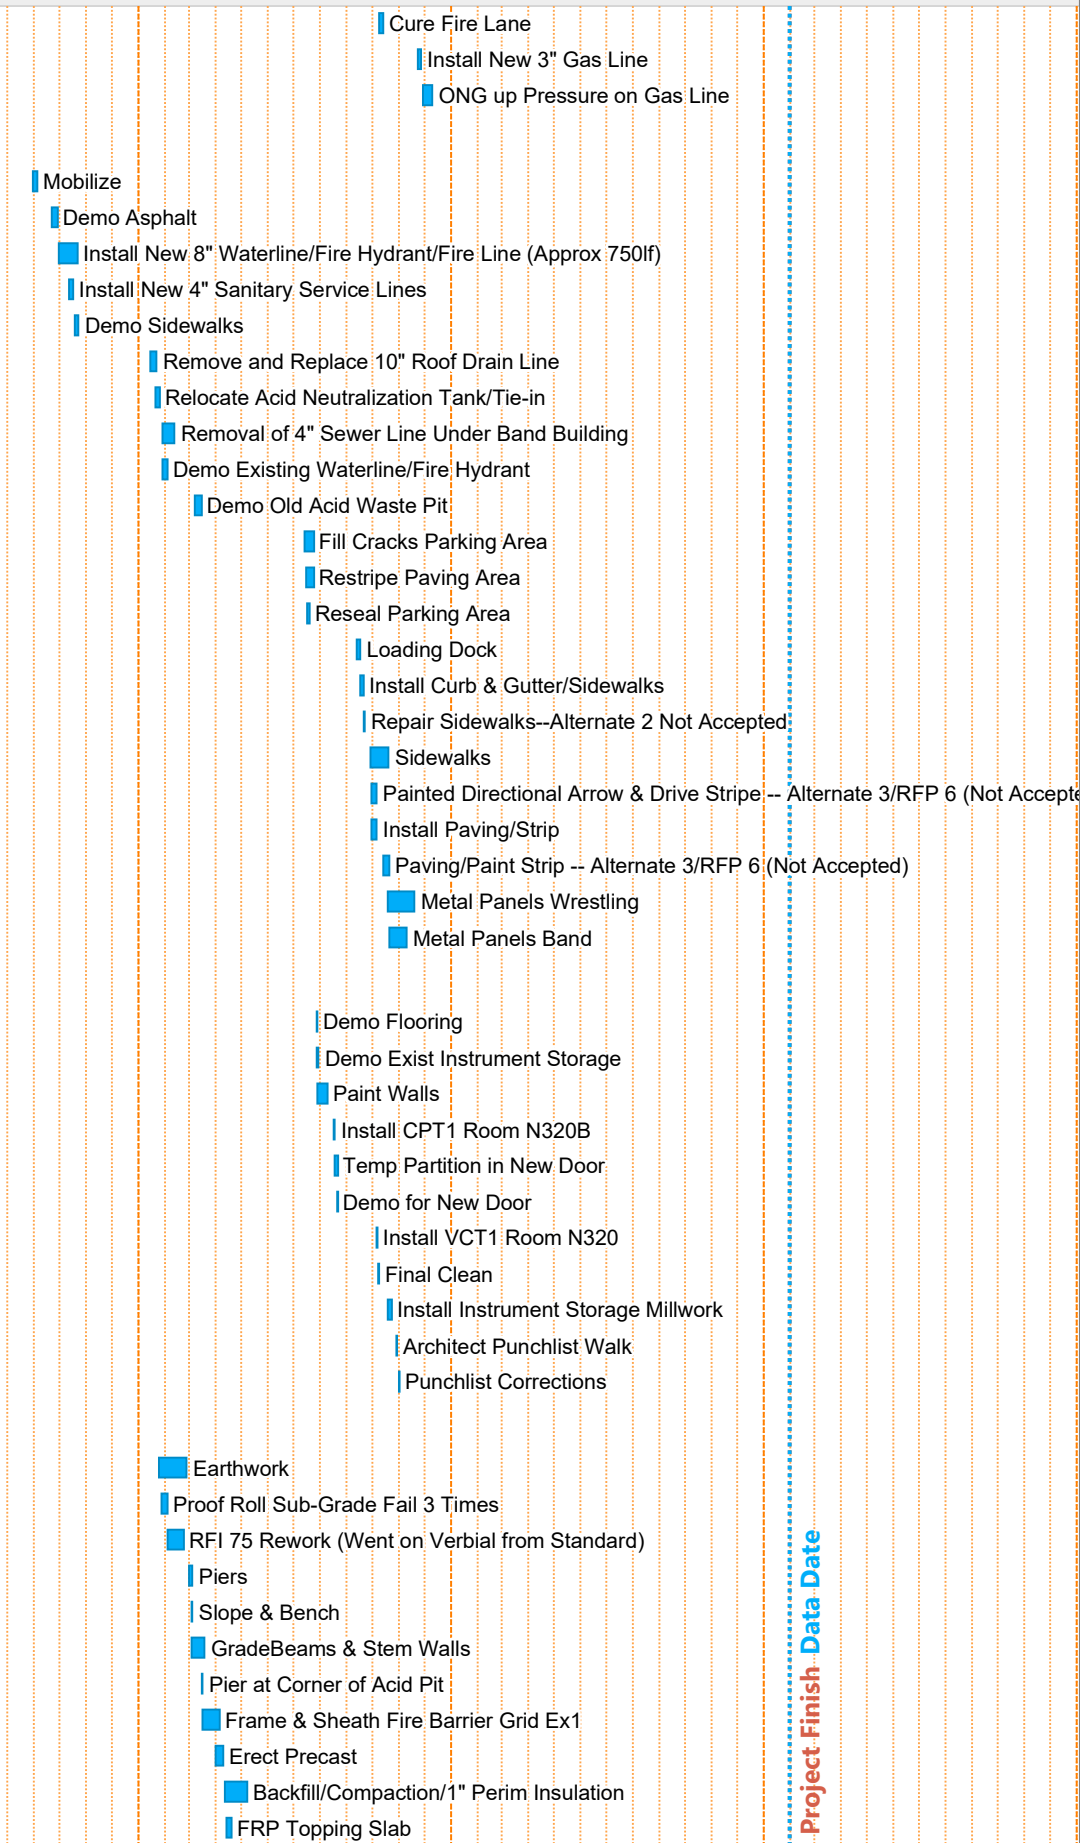 Cure Fire Lane
Install New 3" Gas Line
ONG up Pressure on Gas Line
Mobilize
Demo Asphalt
Install New 8" Waterline/Fire Hydrant/Fire Line (Approx 750lf)
Install New 4" Sanitary Service Lines
Demo Sidewalks
Remove and Replace 10" Roof Drain Line
Relocate Acid Neutralization Tank/Tie-in
Removal of 4" Sewer Line Under Band Building
Demo Existing Waterline/Fire Hydrant
Demo Old Acid Waste Pit
Fill Cracks Parking Area
Restripe Paving Area
Reseal Parking Area
Loading Dock
Install Curb & Gutter/Sidewalks
Repair Sidewalks--Alternate 2 Not Accepted
Sidewalks
Painted Directional Arrow & Drive Stripe -- Alternate 3/RFP 6 (Not Accepte
Install Paving/Strip
Paving/Paint Strip -- Alternate 3/RFP 6 (Not Accepted)
Metal Panels Wrestling
Metal Panels Band
Demo Flooring
Demo Exist Instrument Storage
Paint Walls
Install CPT1 Room N320B
Temp Partition in New Door
Demo for New Door
Install VCT1 Room N320
Final Clean
Install Instrument Storage Millwork
Architect Punchlist Walk
Punchlist Corrections
Earthwork
Proof Roll Sub-Grade Fail 3 Times
RFI 75 Rework (Went on Verbial from Standard)
Piers
Slope & Bench
GradeBeams & Stem Walls
Pier at Corner of Acid Pit
Frame & Sheath Fire Barrier Grid Ex1
Erect Precast
Backfill/Compaction/1" Perim Insulation
FRP Topping Slab
Project Finish Data Date